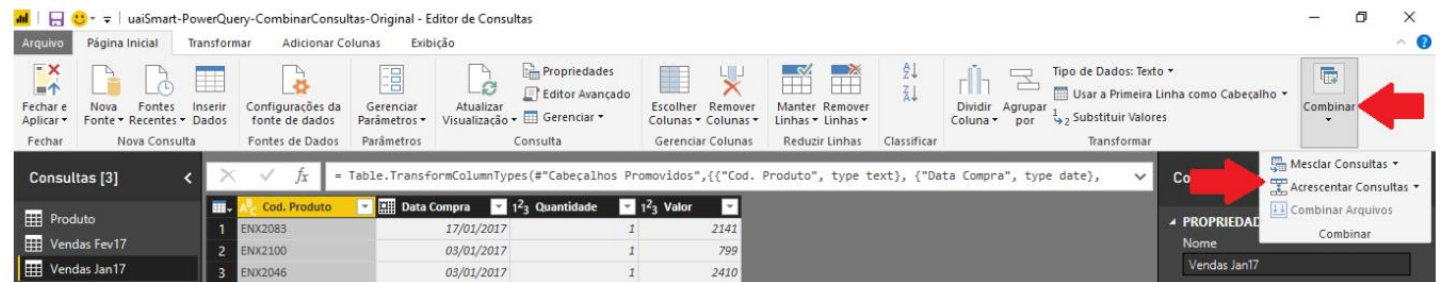 uaiSmart-PowerQuery-CombinarConsultas-Original - Editor de Consultas
Arquivo Página Inicial Transformar Adicionar Colunas Exibição
Fechar e Aplicar
Nova Fonte
Fontes Recentes
Inserir Dados
Configurações da fonte de dados
Gerenciar Parâmetros
Atualizar Visualização
Propriedades
Editor Avançado
Gerenciar
Escolher Colunas
Remover Colunas
Manter Linhas
Remover Linhas
Dividir Coluna
Agrupar por
Tipo de Dados: Texto
Usar a Primeira Linha como Cabeçalho
Substituir Valores
Combinar
Fechar Nova Consulta Fontes de Dados Parâmetros Consulta Gerenciar Colunas Reduzir Linhas Classificar Transformar
Mesclar Consultas
Acrescentar Consultas
Combinar Arquivos
Combinar
Consultas [3]
Produto
Vendas Fev17
Vendas Jan17
fx = Table.TransformColumnTypes(#"Cabeçalhos Promovidos",{{"Cod. Produto", type text}, {"Data Compra", type date},
Cod. Produto Data Compra 123 Quantidade 123 Valor
1 ENX2083 17/01/2017 1 2141
2 ENX2100 03/01/2017 1 799
3 ENX2046 03/01/2017 1 2410
Co
PROPRIEDAD
Nome
Vendas Jan17